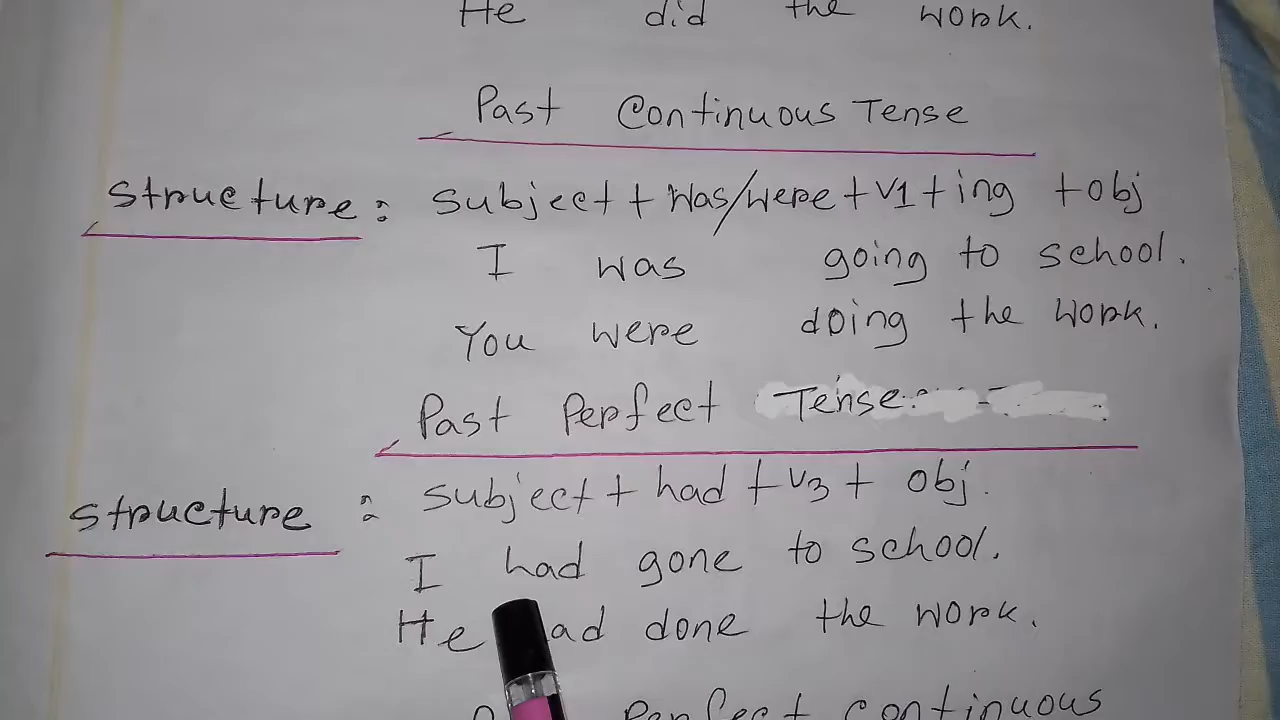 He did the work.
Past Continuous Tense
structure: subject + was/were + v1 + ing + obj
I was going to school.
You were doing the work.
Past Perfect Tense.
structure : subject + had + v3 + obj.
I had gone to school.
He had done the work.
Perfect continuous